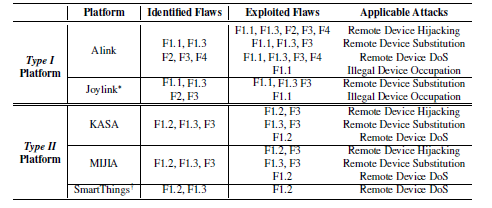 Platform Identified Flaws Exploited Flaws Applicable Attacks
Type I Platform Alink F1.1, F1.3 F2, F3, F4 F1.1, F1.3, F2, F3, F4 Remote Device Hijacking
F1.1, F1.3, F3 Remote Device Substitution
F1.1, F1.3, F3, F4 Remote Device DoS
F1.1 Illegal Device Occupation
Joylink* F1.1, F1.3 F2, F3 F1.1, F1.3 F3 Remote Device Substitution
F1.1 Illegal Device Occupation
Type II Platform KASA F1.2, F1.3, F3 F1.2, F3 Remote Device Hijacking
F1.3, F3 Remote Device Substitution
F1.2 Remote Device DoS
MIJIA F1.2, F1.3, F3 F1.2, F3 Remote Device Hijacking
F1.3, F3 Remote Device Substitution
F1.2 Remote Device DoS
SmartThings† F1.2, F1.3 F1.2 Remote Device DoS